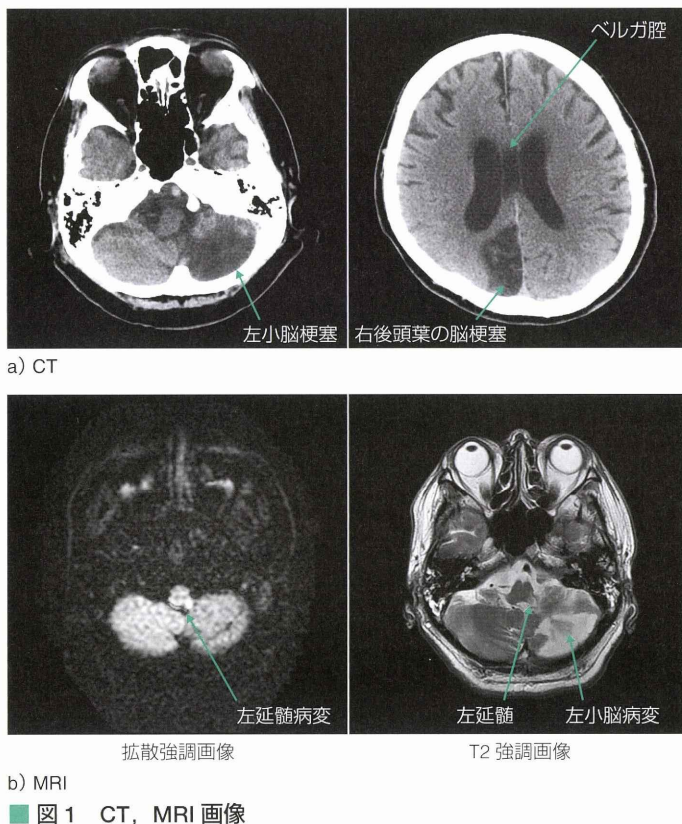 ベルガ腔
左小脳梗塞
右後頭葉の脳梗塞
a) CT
左延髄病変
左延髄
左小脳病変
拡散強調画像
T2 強調画像
b) MRI
図1 CT，MRI 画像